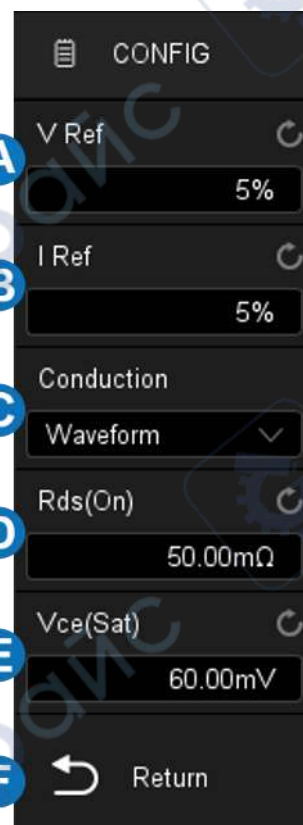 CONFIG
A
V Ref
5%
B
I Ref
5%
C
Conduction
Waveform
D
Rds(On)
50.00mΩ
E
Vce(Sat)
60.00mV
F
Return